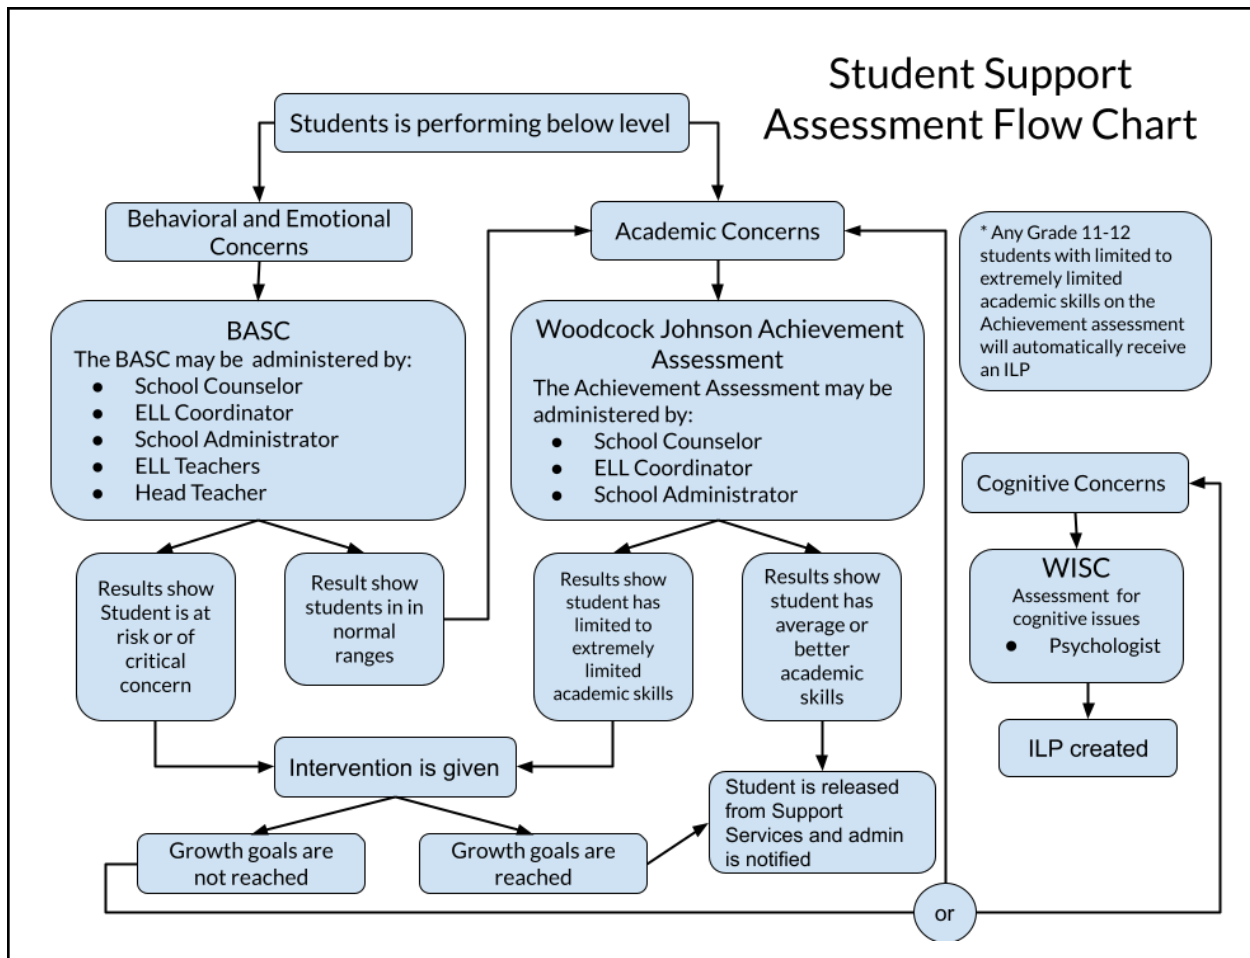 Student Support
Assessment Flow Chart
Students is performing below level
Behavioral and Emotional
Concerns
Academic Concerns
* Any Grade 11-12
students with limited to
extremely limited
academic skills on the
Achievement assessment
will automatically receive
an ILP
BASC
The BASC may be administered by:
● School Counselor
● ELL Coordinator
● School Administrator
● ELL Teachers
● Head Teacher
Woodcock Johnson Achievement
Assessment
The Achievement Assessment may be
administered by:
● School Counselor
● ELL Coordinator
● School Administrator
Cognitive Concerns
WISC
Assessment for
cognitive issues
● Psychologist
ILP created
Results show
Student is at
risk or of
critical
concern
Result show
students in in
normal
ranges
Results show
student has
limited to
extremely
limited
academic skills
Results show
student has
average or
better
academic
skills
Intervention is given
Student is released
from Support
Services and admin
is notified
Growth goals are
not reached
Growth goals are
reached
or